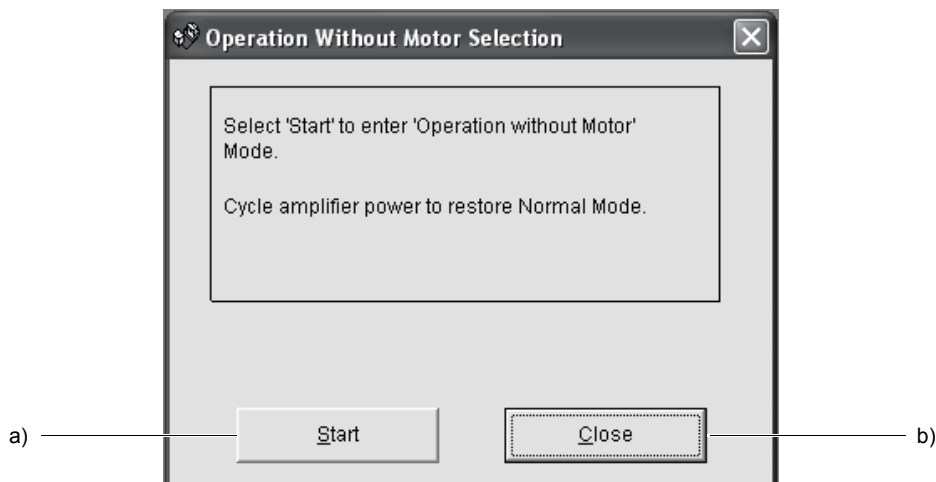 Operation Without Motor Selection
Select 'Start' to enter 'Operation without Motor'
Mode.
Cycle amplifier power to restore Normal Mode.
a)
Start
Close
b)